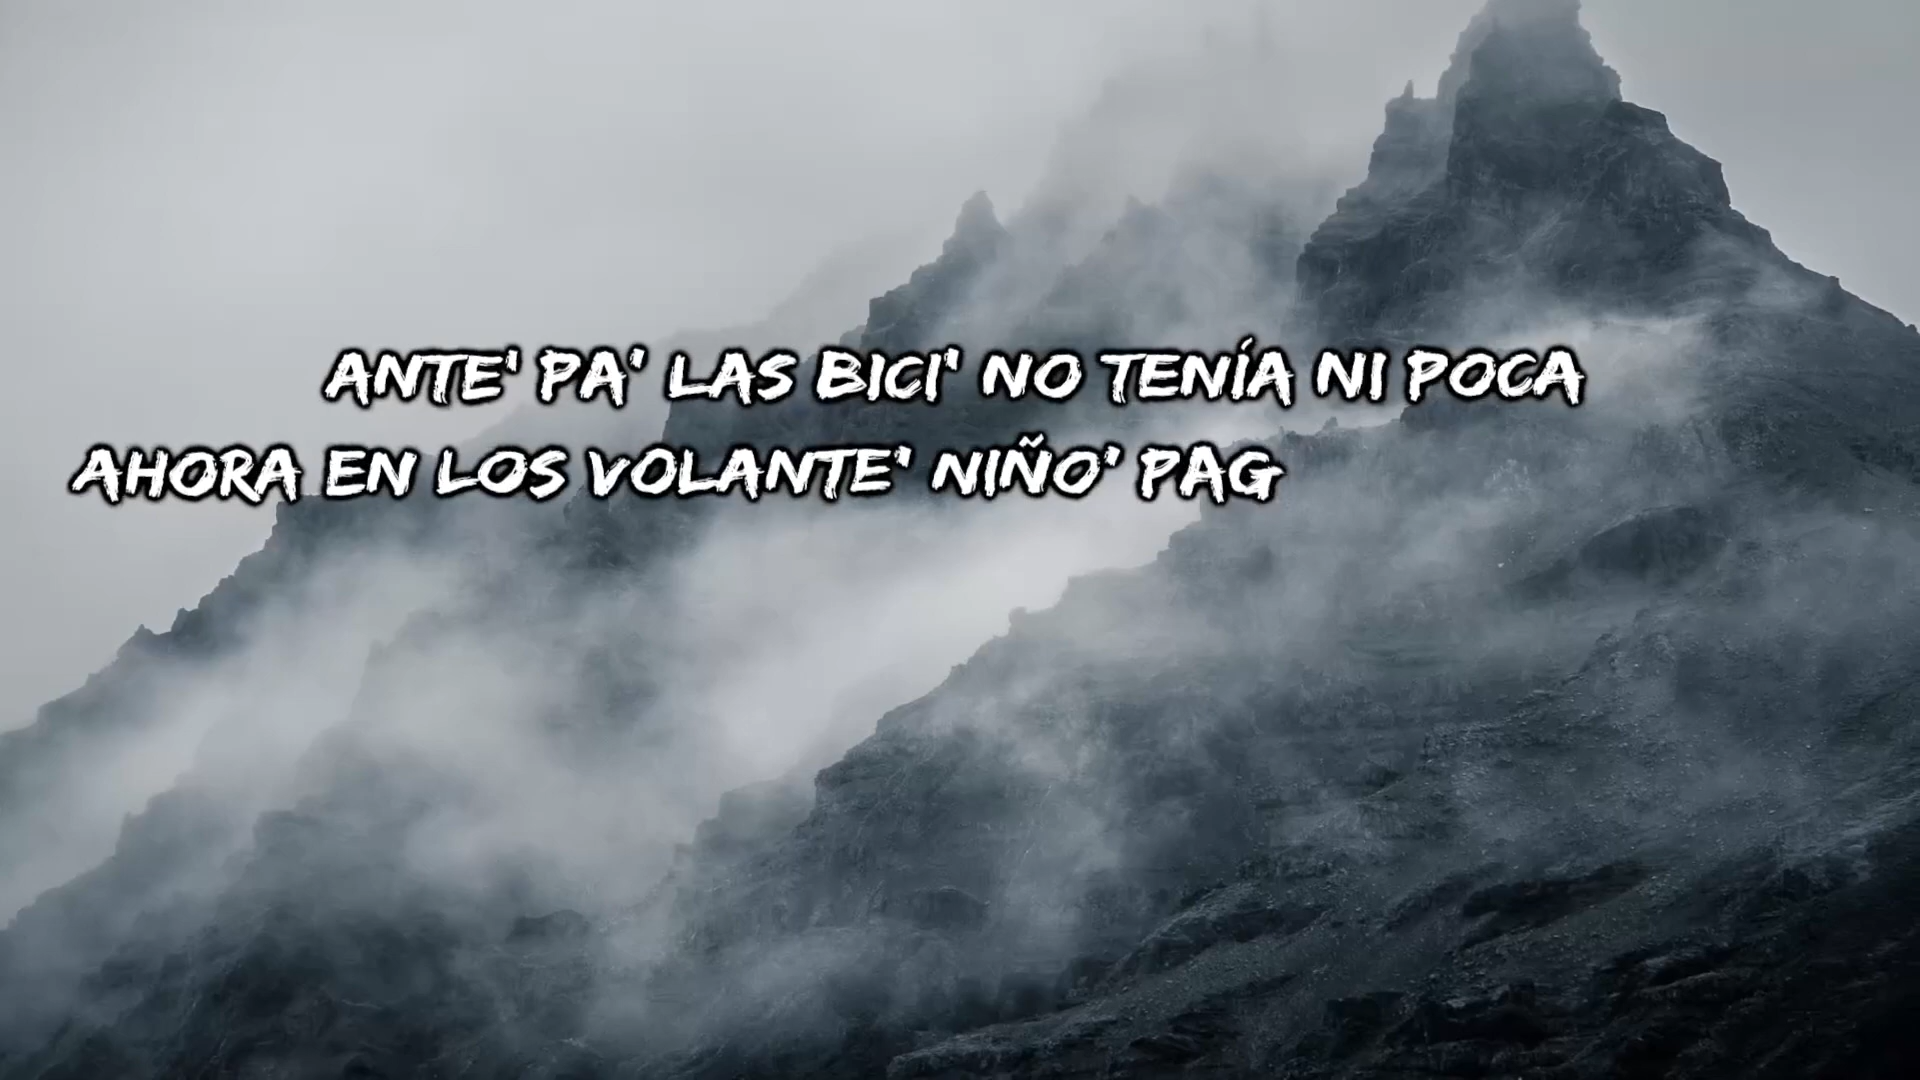 ANTE' PA' LAS BICI' NO TENÍA NI POCA
AHORA EN LOS VOLANTE' NIÑO' PAG